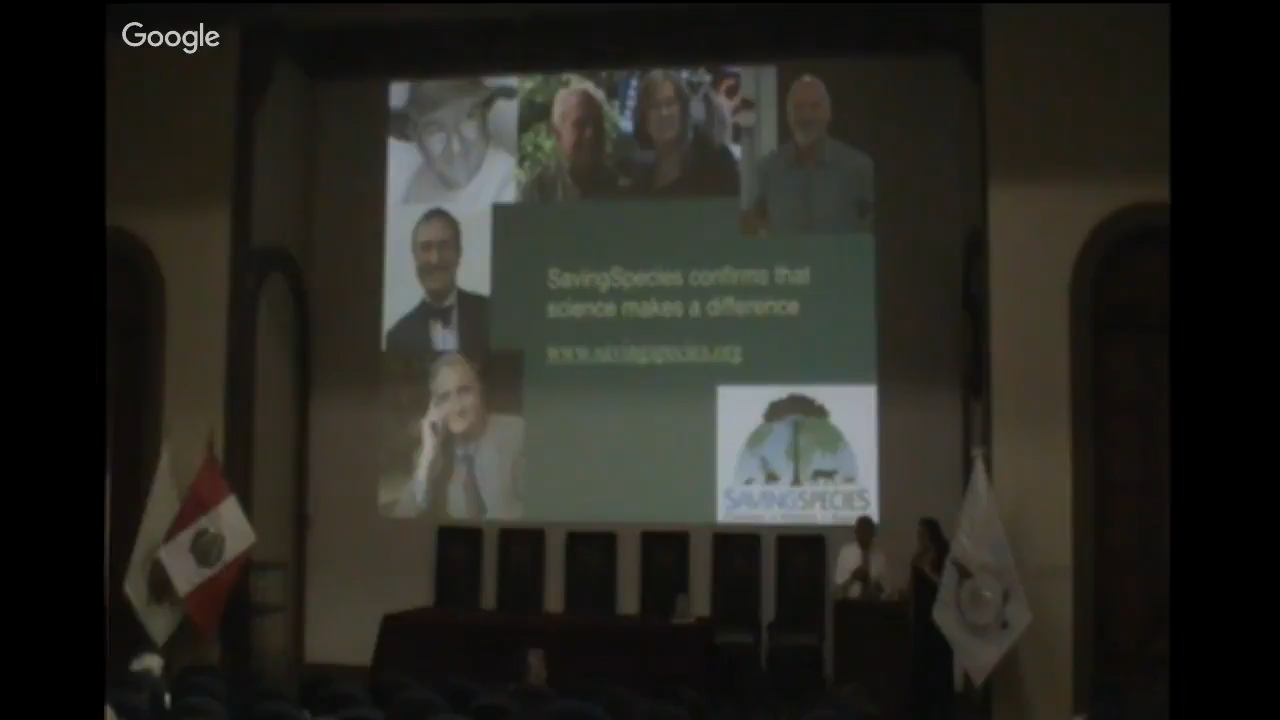 Google
SavingSpecies confirms that
science makes a difference
www.savingspecies.org
SAVINGSPECIES